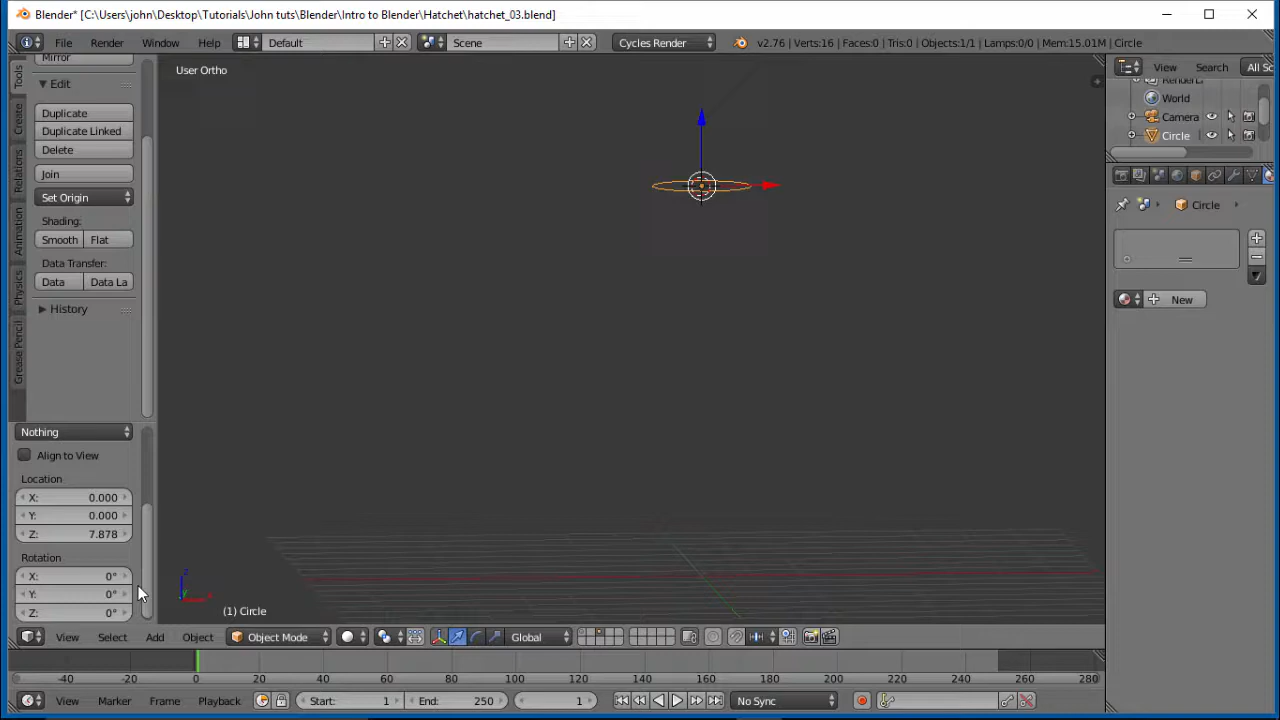 Blender* [C:\Users\john\Desktop\Tutorials\John tuts\Blender\Intro to Blender\Hatchet\hatchet_03.blend]
File Render Window Help Default Scene Cycles Render v2.76 | Verts:16 | Faces:0 | Tris:0 | Objects:1/1 | Lamps:0/0 | Mem:15.01M | Circle
Mirror
Edit
Duplicate
Duplicate Linked
Delete
Join
Set Origin
Shading:
Smooth Flat
Data Transfer:
Data Data La
History
Tools
Create
Relations
Animation
Physics
Grease Pencil
Nothing
Align to View
Location
X: 0.000
Y: 0.000
Z: 7.878
Rotation
X: 0°
Y: 0°
Z: 0°
User Ortho
(1) Circle
View Search All Sc
RenderL
World
Camera
Circle
Circle
New
View Select Add Object Object Mode Global
-40 -20 0 20 40 60 80 100 120 140 160 180 200 220 240 260 280
View Marker Frame Playback Start: 1 End: 250 1 No Sync